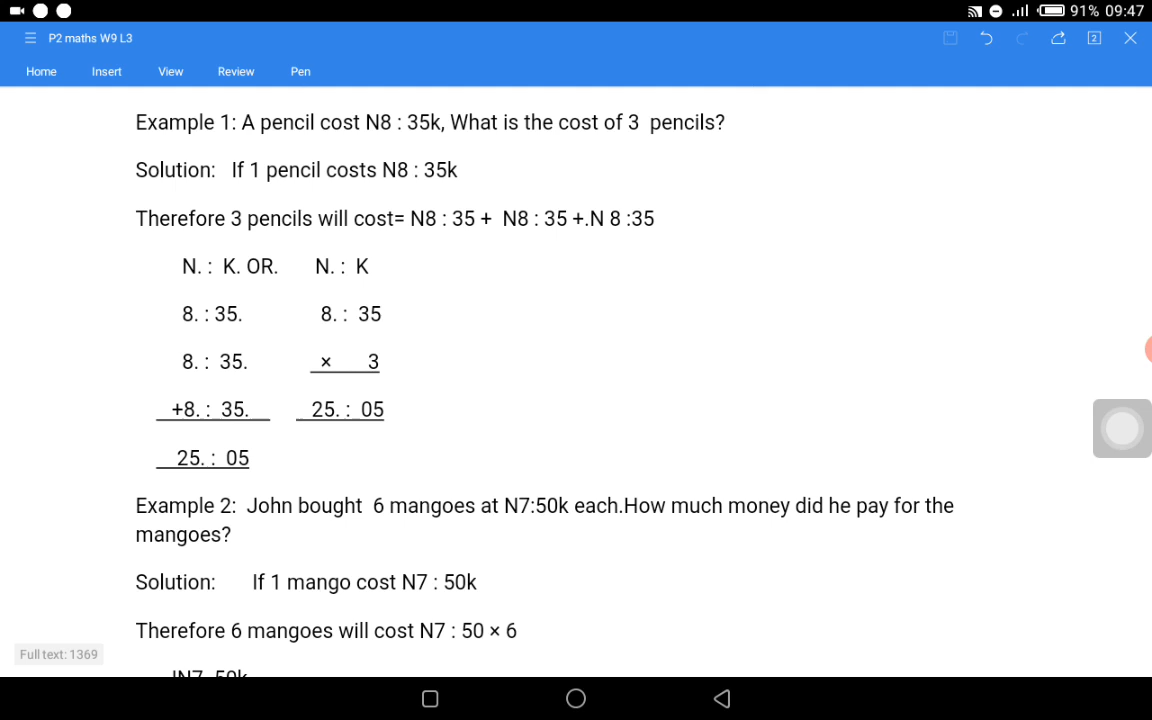 91% 09:47
P2 maths W9 L3
2
Home Insert View Review Pen
Example 1: A pencil cost N8 : 35k, What is the cost of 3 pencils?
Solution: If 1 pencil costs N8 : 35k
Therefore 3 pencils will cost= N8 : 35 + N8 : 35 +.N 8 :35
N. : K. OR. N. : K
8. : 35. 8. : 35
8. : 35. × 3
+8. : 35. 25. : 05
25. : 05
Example 2: John bought 6 mangoes at N7:50k each.How much money did he pay for the
mangoes?
Solution: If 1 mango cost N7 : 50k
Therefore 6 mangoes will cost N7 : 50 × 6
Full text: 1369